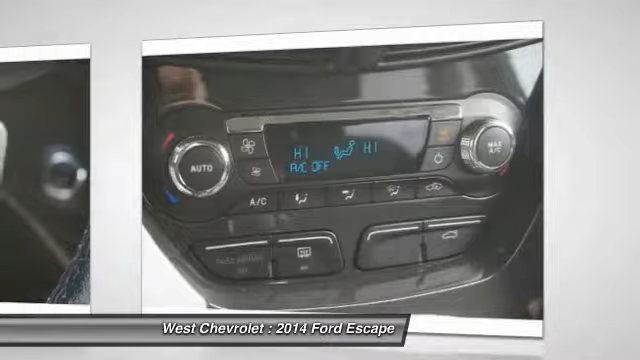 HI HI
A/C OFF
AUTO
MAX
A/C
A/C
West Chevrolet : 2014 Ford Escape